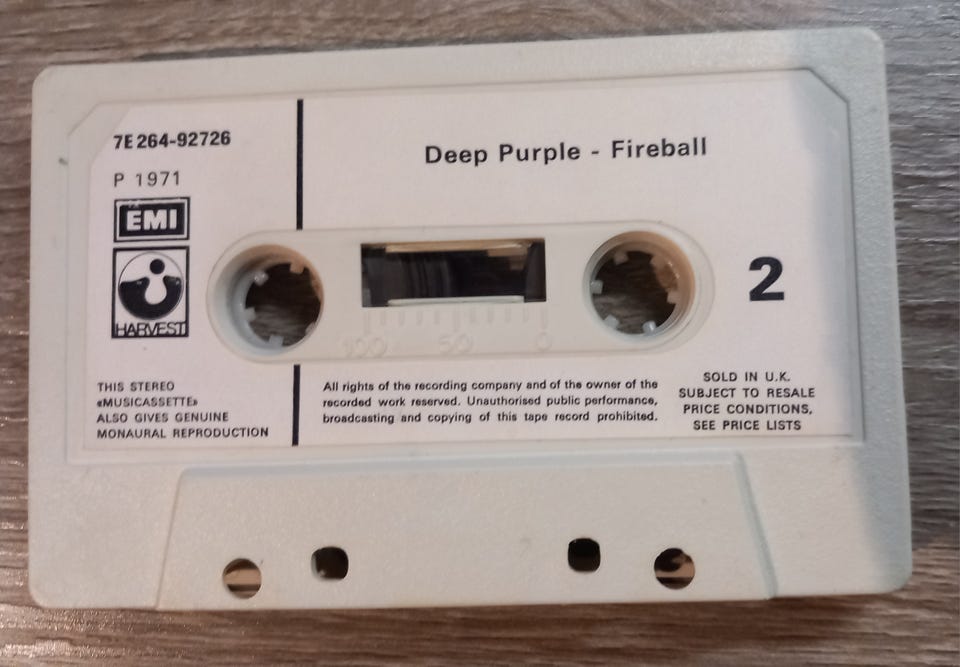 7E 264-92726
P 1971
EMI
HARVEST
Deep Purple - Fireball
2
100 50 0
THIS STEREO
«MUSICASSETTE»
ALSO GIVES GENUINE
MONAURAL REPRODUCTION
All rights of the recording company and of the owner of the
recorded work reserved. Unauthorised public performance,
broadcasting and copying of this tape record prohibited.
SOLD IN U.K.
SUBJECT TO RESALE
PRICE CONDITIONS,
SEE PRICE LISTS